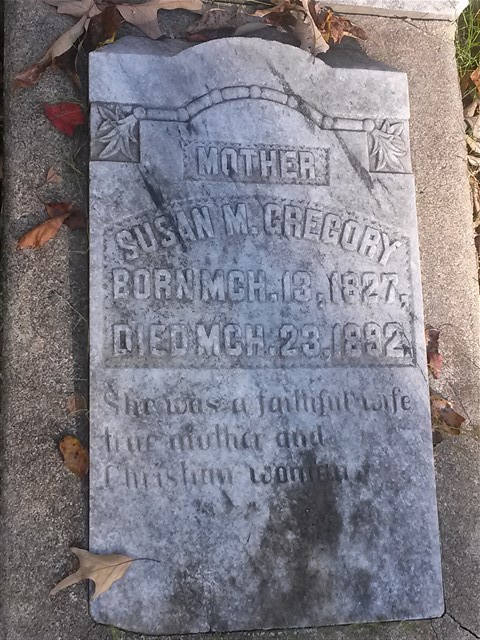 MOTHER
SUSAN M. GREGORY
BORN MCH. 13, 1827,
DIED MCH. 23, 1892.
She was a faithful wife
true mother and
Christian woman.